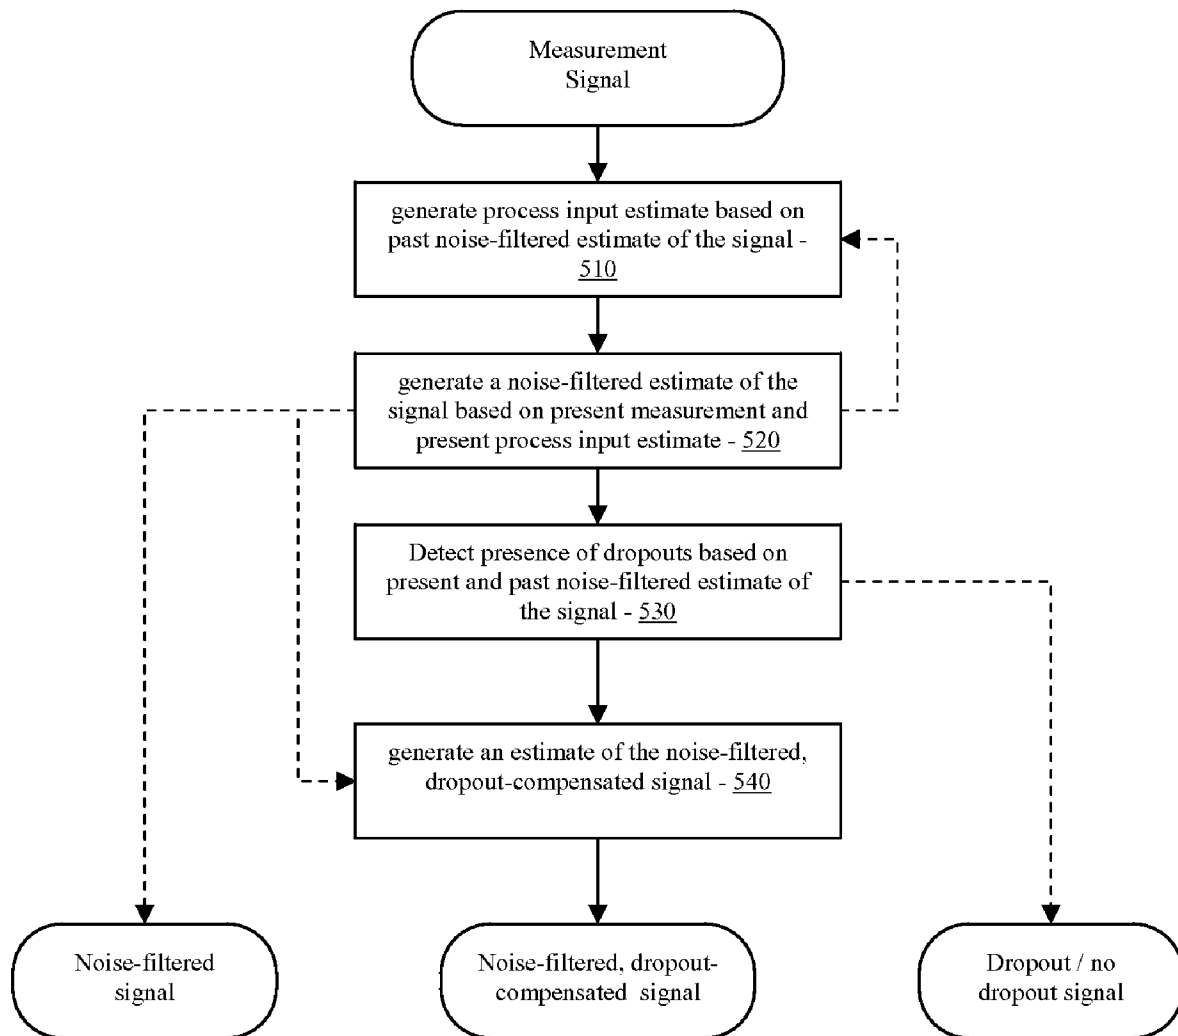 Measurement
Signal
generate process input estimate based on
past noise-filtered estimate of the signal -
510
generate a noise-filtered estimate of the
signal based on present measurement and
present process input estimate - 520
Detect presence of dropouts based on
present and past noise-filtered estimate of
the signal - 530
generate an estimate of the noise-filtered,
dropout-compensated signal - 540
Noise-filtered
signal
Noise-filtered, dropout-
compensated signal
Dropout / no
dropout signal